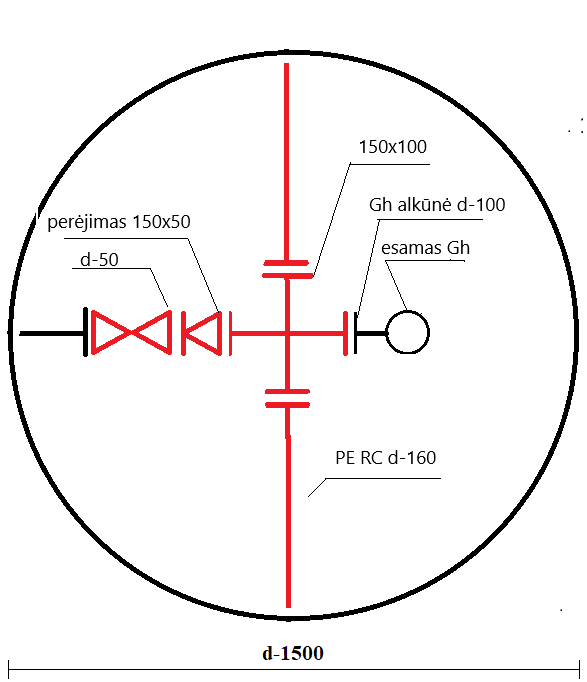 150x100
Gh alkūnė d-100
perėjimas 150x50
esamas Gh
d-50
PE RC d-160
d-1500